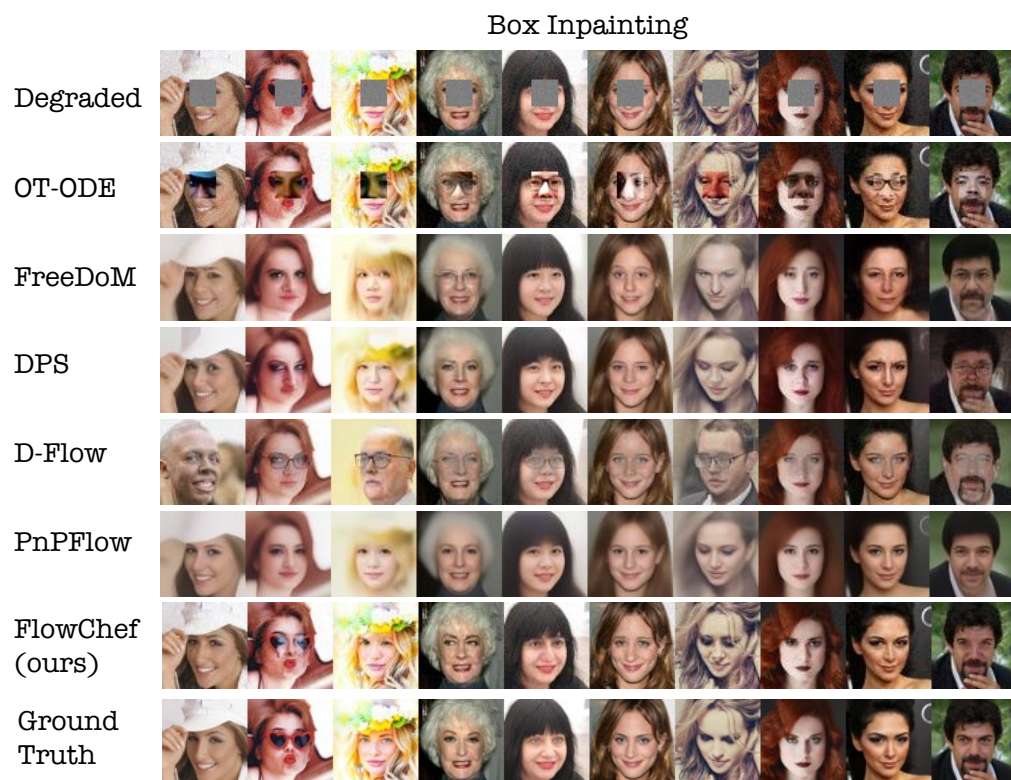 Box Inpainting
Degraded
OT-ODE
FreeDoM
DPS
D-Flow
PnPFlow
FlowChef
(ours)
Ground
Truth